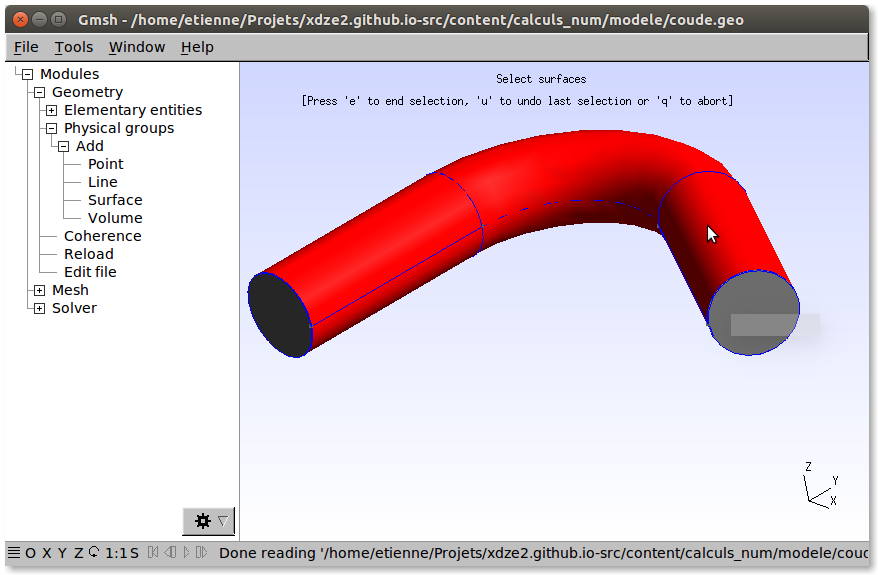 Gmsh - /home/etienne/Projets/xdze2.github.io-src/content/calculs_num/modele/coude.geo
File Tools Window Help
Modules
Geometry
Elementary entities
Physical groups
Add
Point
Line
Surface
Volume
Coherence
Reload
Edit file
Mesh
Solver
Select surfaces
[Press 'e' to end selection, 'u' to undo last selection or 'q' to abort]
Z
Y
X
O X Y Z 1:1 S Done reading '/home/etienne/Projets/xdze2.github.io-src/content/calculs_num/modele/coud